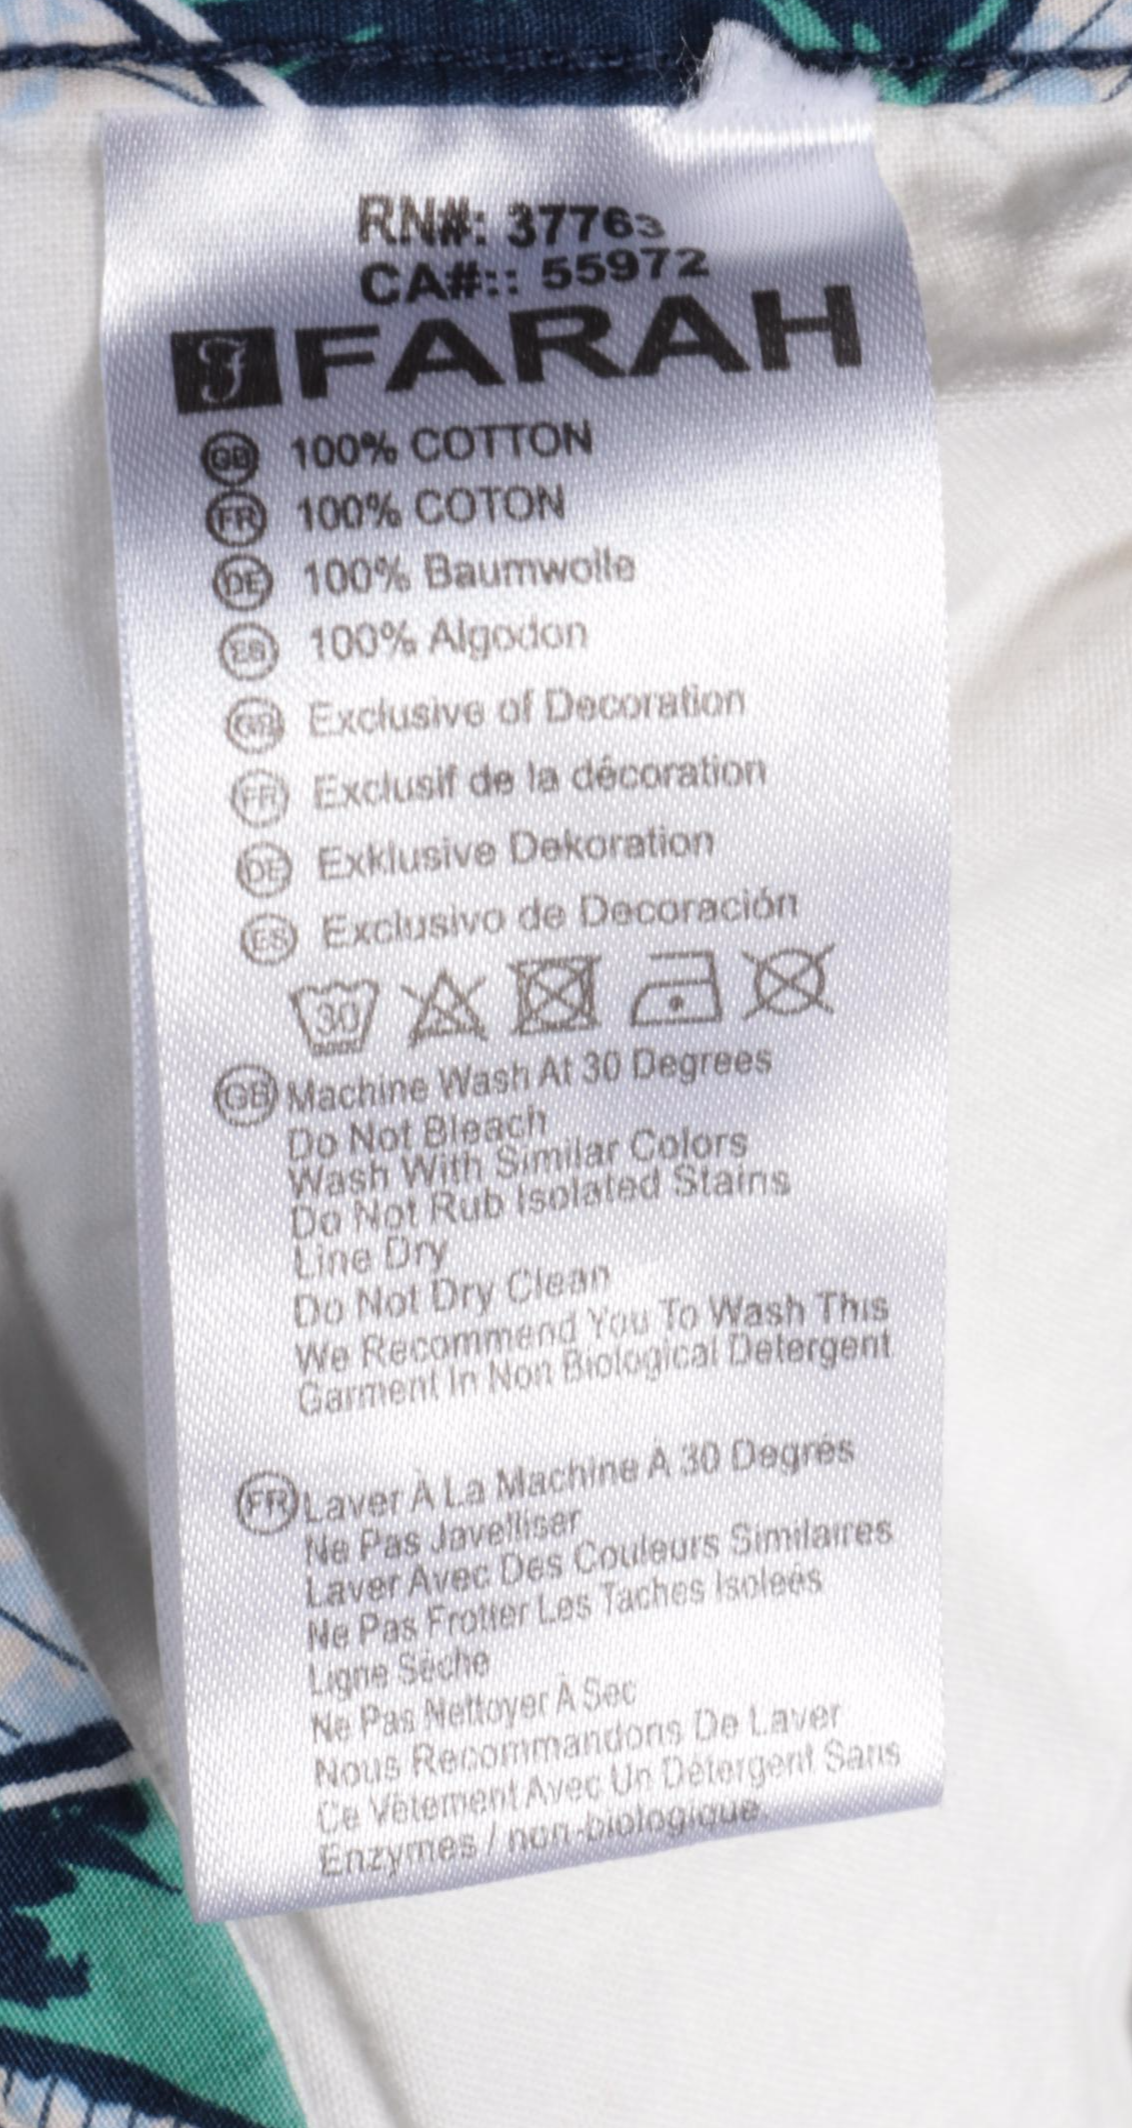 RN#: 37763
CA#:: 55972
FARAH
GB 100% COTTON
FR 100% COTON
DE 100% Baumwolle
ES 100% Algodon
GB Exclusive of Decoration
FR Exclusif de la décoration
DE Exklusive Dekoration
ES Exclusivo de Decoración
30
GB Machine Wash At 30 Degrees
Do Not Bleach
Wash With Similar Colors
Do Not Rub Isolated Stains
Line Dry
Do Not Dry Clean
We Recommend You To Wash This
Garment In Non Biological Detergent
FR Laver À La Machine À 30 Degrés
Ne Pas Javelliser
Laver Avec Des Couleurs Similaires
Ne Pas Frotter Les Taches Isoleés
Ligne Sèche
Ne Pas Nettoyer À Sec
Nous Recommandons De Laver
Ce Vêtement Avec Un Détergent Sans
Enzymes / non-biologique